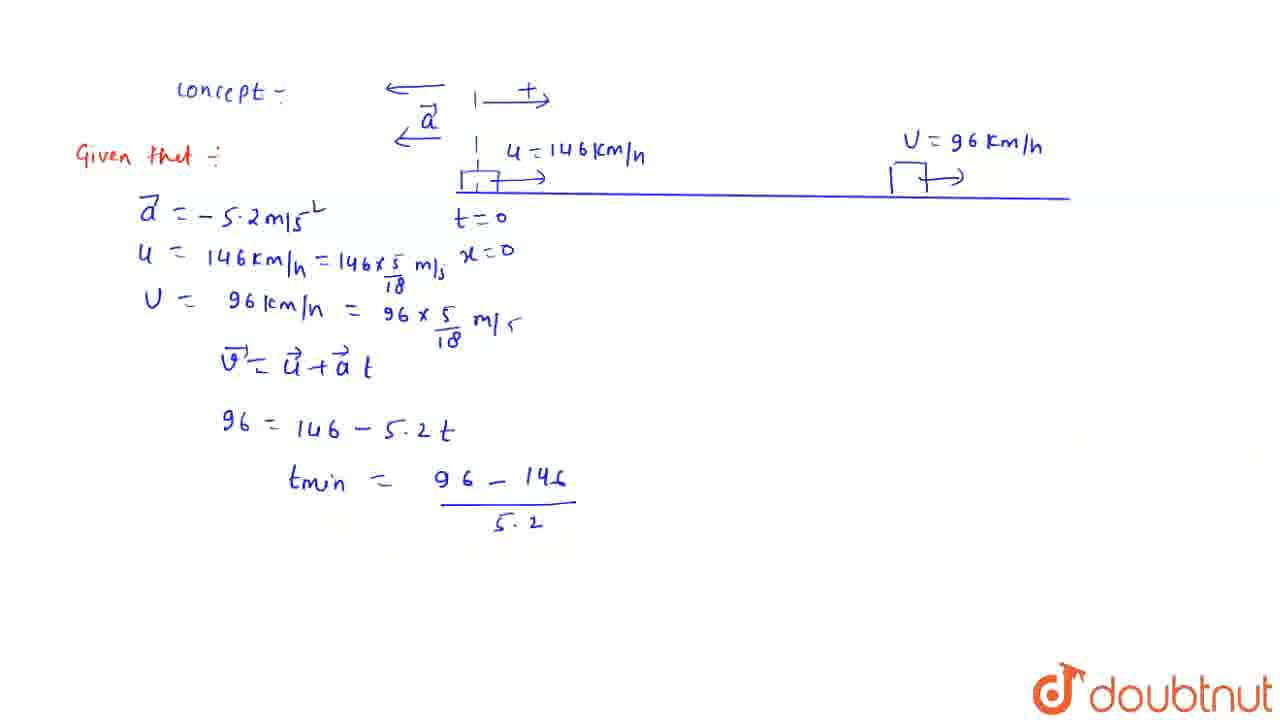 concept :-
+
a⃗
u = 146 km/h
v = 96 km/h
Given that :-
a⃗ = -5.2 m/s²
t = 0
u = 146 km/h = 146 × 5/18 m/s
x = 0
v = 96 km/h = 96 × 5/18 m/s
v⃗ = u⃗ + a⃗ t
96 = 146 - 5.2 t
tmin = 96 - 146
5.2
doubtnut